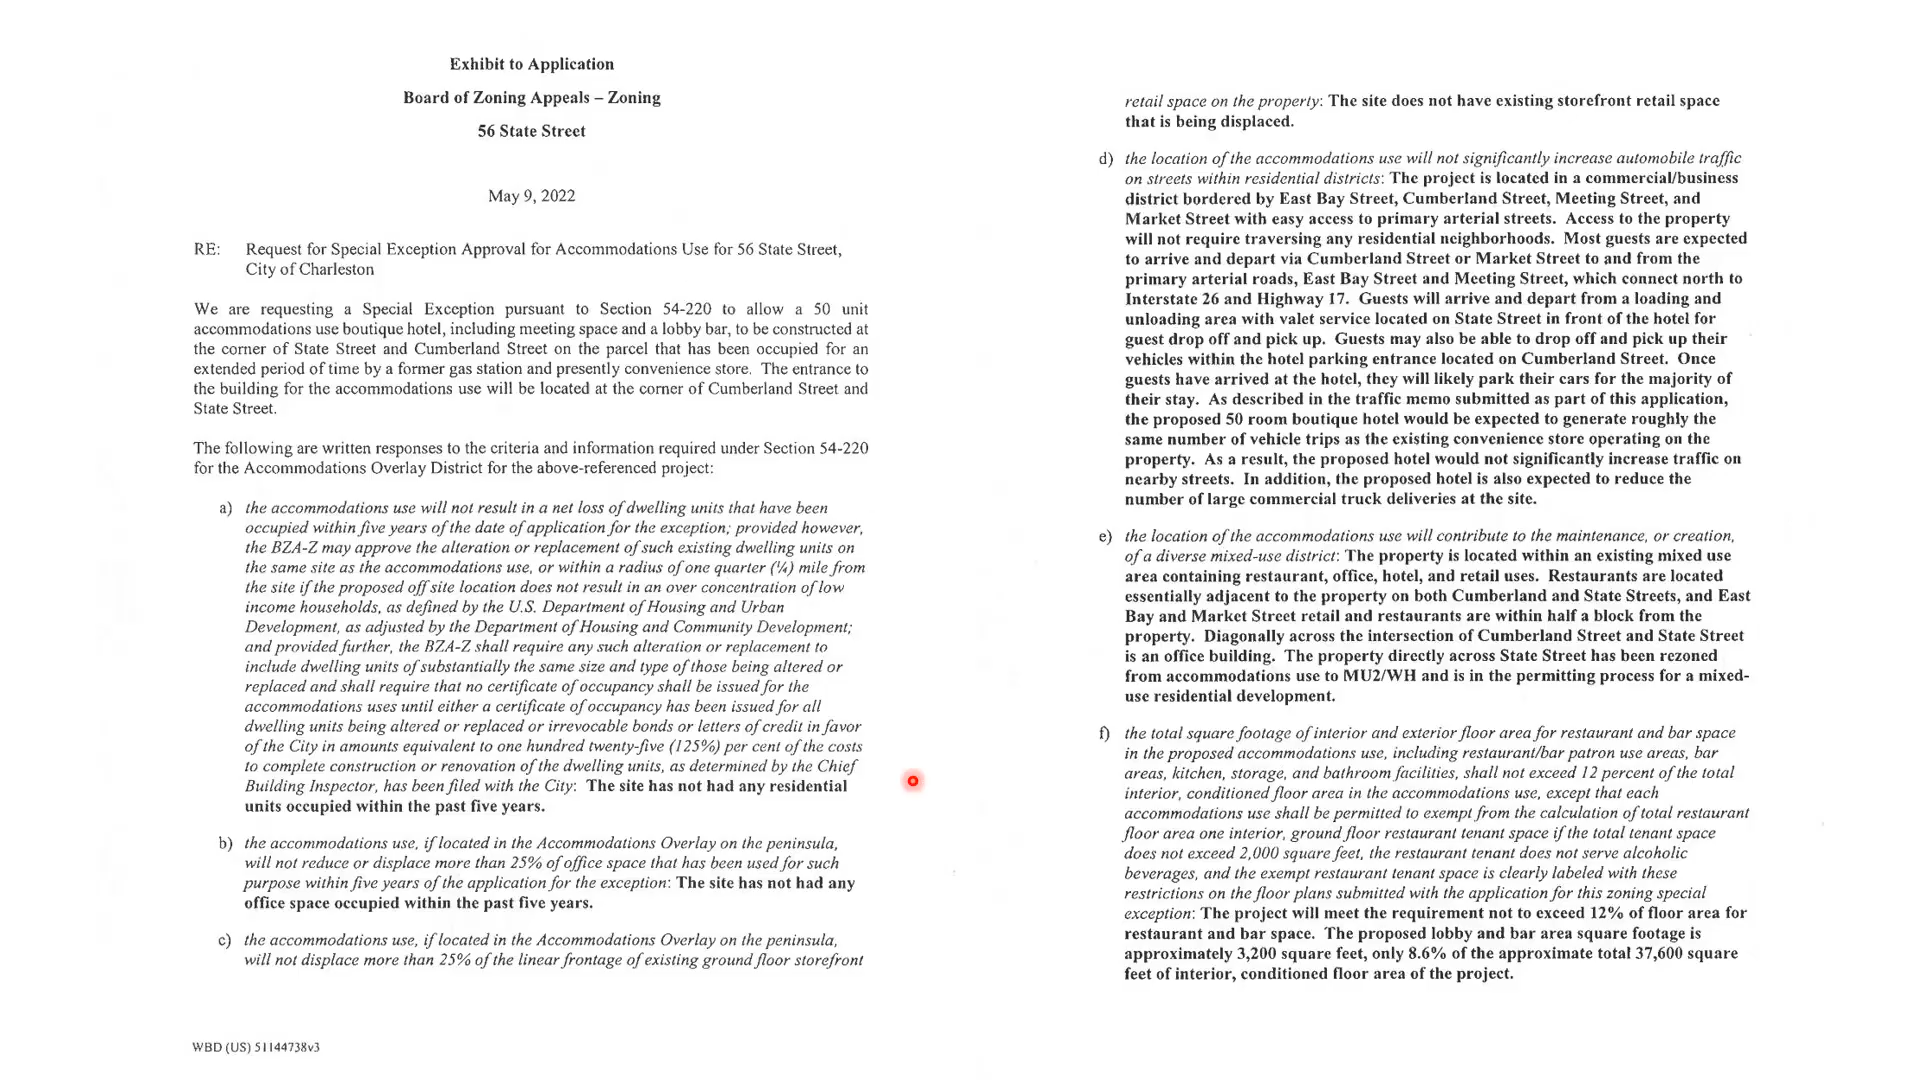 Exhibit to Application
Board of Zoning Appeals – Zoning
56 State Street
May 9, 2022
RE: Request for Special Exception Approval for Accommodations Use for 56 State Street,
City of Charleston
We are requesting a Special Exception pursuant to Section 54-220 to allow a 50 unit
accommodations use boutique hotel, including meeting space and a lobby bar, to be constructed at
the corner of State Street and Cumberland Street on the parcel that has been occupied for an
extended period of time by a former gas station and presently convenience store. The entrance to
the building for the accommodations use will be located at the corner of Cumberland Street and
State Street.
The following are written responses to the criteria and information required under Section 54-220
for the Accommodations Overlay District for the above-referenced project:
a) the accommodations use will not result in a net loss of dwelling units that have been
occupied within five years of the date of application for the exception; provided however,
the BZA-Z may approve the alteration or replacement of such existing dwelling units on
the same site as the accommodations use, or within a radius of one quarter (¼) mile from
the site if the proposed off site location does not result in an over concentration of low
income households, as defined by the U.S. Department of Housing and Urban
Development, as adjusted by the Department of Housing and Community Development;
and provided further, the BZA-Z shall require any such alteration or replacement to
include dwelling units of substantially the same size and type of those being altered or
replaced and shall require that no certificate of occupancy shall be issued for the
accommodations uses until either a certificate of occupancy has been issued for all
dwelling units being altered or replaced or irrevocable bonds or letters of credit in favor
of the City in amounts equivalent to one hundred twenty-five (125%) per cent of the costs
to complete construction or renovation of the dwelling units, as determined by the Chief
Building Inspector, has been filed with the City: The site has not had any residential
units occupied within the past five years.
b) the accommodations use, if located in the Accommodations Overlay on the peninsula,
will not reduce or displace more than 25% of office space that has been used for such
purpose within five years of the application for the exception: The site has not had any
office space occupied within the past five years.
c) the accommodations use, if located in the Accommodations Overlay on the peninsula,
will not displace more than 25% of the linear frontage of existing ground floor storefront
WBD (US) 51144738v3
retail space on the property: The site does not have existing storefront retail space
that is being displaced.
d) the location of the accommodations use will not significantly increase automobile traffic
on streets within residential districts: The project is located in a commercial/business
district bordered by East Bay Street, Cumberland Street, Meeting Street, and
Market Street with easy access to primary arterial streets. Access to the property
will not require traversing any residential neighborhoods. Most guests are expected
to arrive and depart via Cumberland Street or Market Street to and from the
primary arterial roads, East Bay Street and Meeting Street, which connect north to
Interstate 26 and Highway 17. Guests will arrive and depart from a loading and
unloading area with valet service located on State Street in front of the hotel for
guest drop off and pick up. Guests may also be able to drop off and pick up their
vehicles within the hotel parking entrance located on Cumberland Street. Once
guests have arrived at the hotel, they will likely park their cars for the majority of
their stay. As described in the traffic memo submitted as part of this application,
the proposed 50 room boutique hotel would be expected to generate roughly the
same number of vehicle trips as the existing convenience store operating on the
property. As a result, the proposed hotel would not significantly increase traffic on
nearby streets. In addition, the proposed hotel is also expected to reduce the
number of large commercial truck deliveries at the site.
e) the location of the accommodations use will contribute to the maintenance, or creation,
of a diverse mixed-use district: The property is located within an existing mixed use
area containing restaurant, office, hotel, and retail uses. Restaurants are located
essentially adjacent to the property on both Cumberland and State Streets, and East
Bay and Market Street retail and restaurants are within half a block from the
property. Diagonally across the intersection of Cumberland Street and State Street
is an office building. The property directly across State Street has been rezoned
from accommodations use to MU2/WH and is in the permitting process for a mixed-
use residential development.
f) the total square footage of interior and exterior floor area for restaurant and bar space
in the proposed accommodations use, including restaurant/bar patron use areas, bar
areas, kitchen, storage, and bathroom facilities, shall not exceed 12 percent of the total
interior, conditioned floor area in the accommodations use, except that each
accommodations use shall be permitted to exempt from the calculation of total restaurant
floor area one interior, ground floor restaurant tenant space if the total tenant space
does not exceed 2,000 square feet, the restaurant tenant does not serve alcoholic
beverages, and the exempt restaurant tenant space is clearly labeled with these
restrictions on the floor plans submitted with the application for this zoning special
exception: The project will meet the requirement not to exceed 12% of floor area for
restaurant and bar space. The proposed lobby and bar area square footage is
approximately 3,200 square feet, only 8.6% of the approximate total 37,600 square
feet of interior, conditioned floor area of the project.